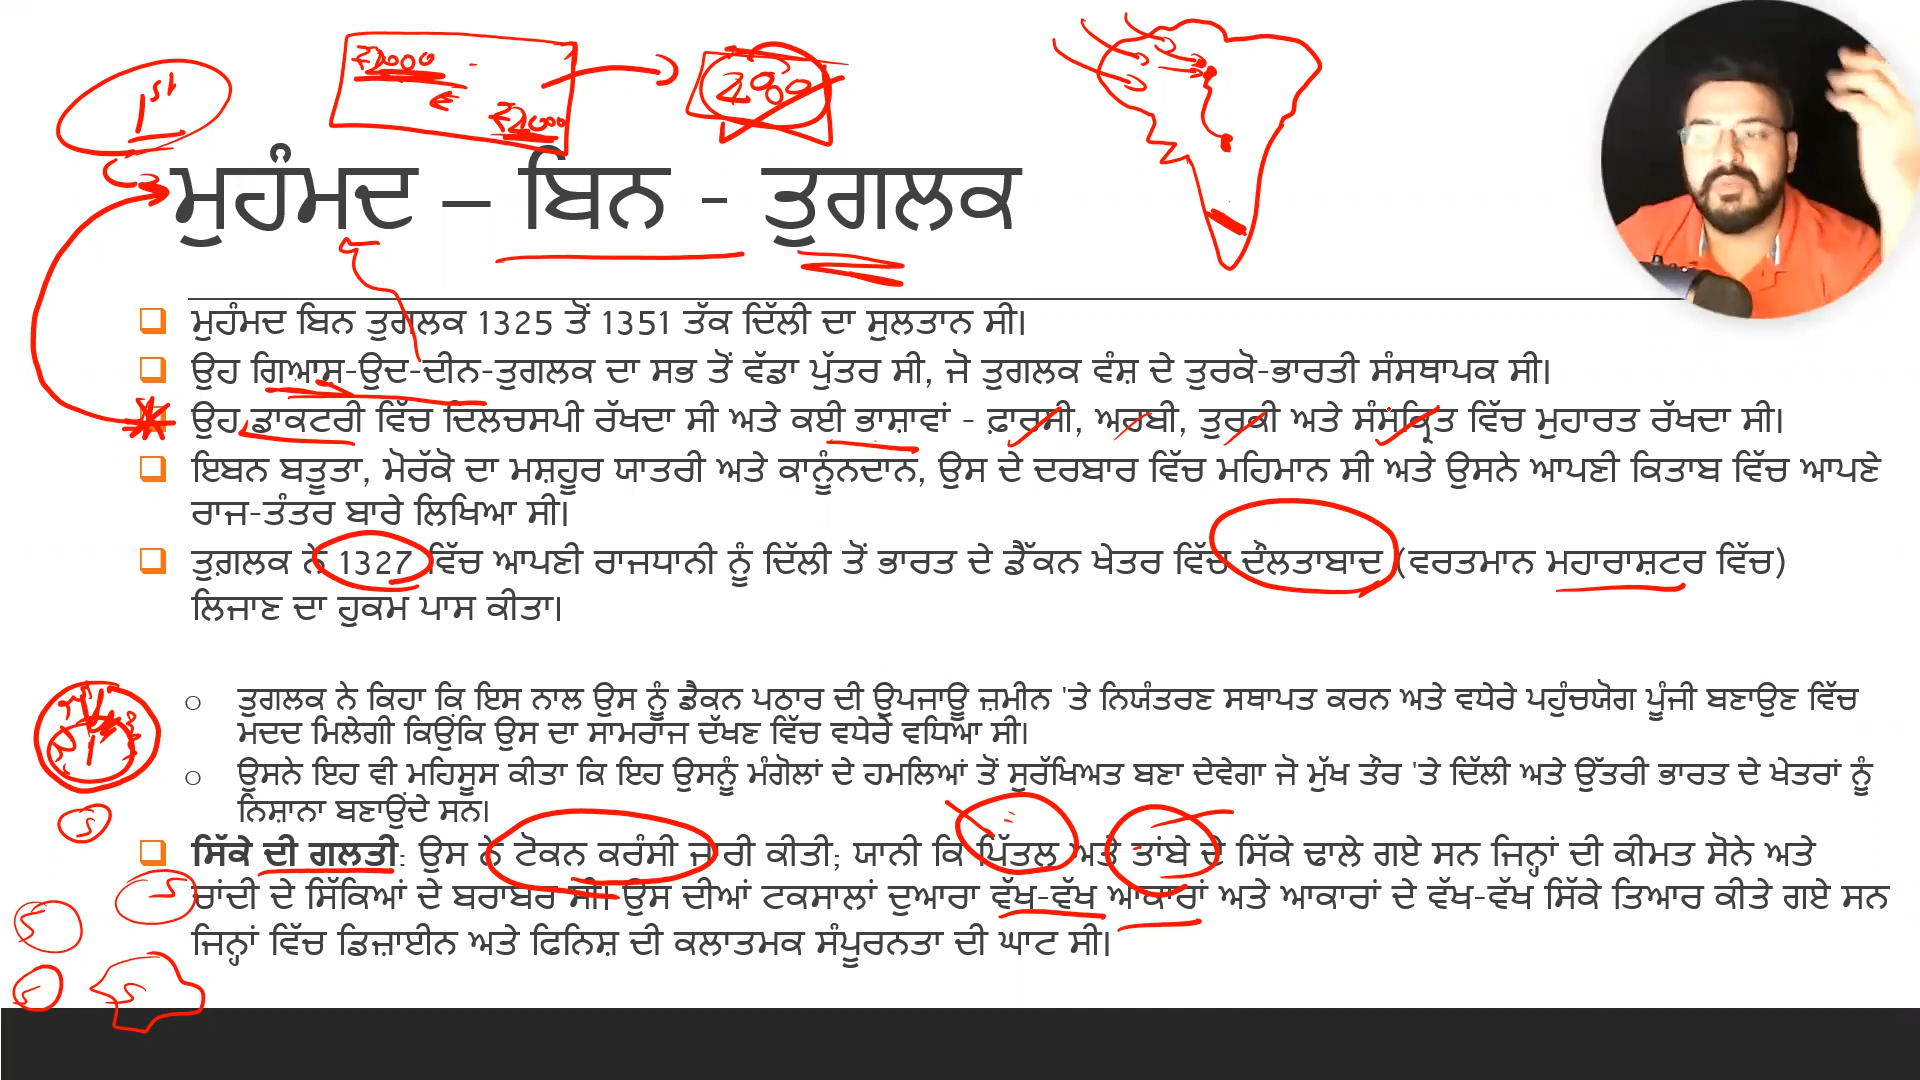 1st
₹2000
₹2000
200
ਮੁਹੰਮਦ – ਬਿਨ - ਤੁਗਲਕ
ਮੁਹੰਮਦ ਬਿਨ ਤੁਗਲਕ 1325 ਤੋਂ 1351 ਤੱਕ ਦਿੱਲੀ ਦਾ ਸੁਲਤਾਨ ਸੀ।
ਉਹ ਗਿਆਸ-ਉਦ-ਦੀਨ-ਤੁਗਲਕ ਦਾ ਸਭ ਤੋਂ ਵੱਡਾ ਪੁੱਤਰ ਸੀ, ਜੋ ਤੁਗਲਕ ਵੰਸ਼ ਦੇ ਤੁਰਕੋ-ਭਾਰਤੀ ਸੰਸਥਾਪਕ ਸੀ।
ਉਹ ਡਾਕਟਰੀ ਵਿੱਚ ਦਿਲਚਸਪੀ ਰੱਖਦਾ ਸੀ ਅਤੇ ਕਈ ਭਾਸ਼ਾਵਾਂ - ਫ਼ਾਰਸੀ, ਅਰਬੀ, ਤੁਰਕੀ ਅਤੇ ਸੰਸਕ੍ਰਿਤ ਵਿੱਚ ਮੁਹਾਰਤ ਰੱਖਦਾ ਸੀ।
ਇਬਨ ਬਤੂਤਾ, ਮੋਰੱਕੋ ਦਾ ਮਸ਼ਹੂਰ ਯਾਤਰੀ ਅਤੇ ਕਾਨੂੰਨਦਾਨ, ਉਸ ਦੇ ਦਰਬਾਰ ਵਿੱਚ ਮਹਿਮਾਨ ਸੀ ਅਤੇ ਉਸਨੇ ਆਪਣੀ ਕਿਤਾਬ ਵਿੱਚ ਆਪਣੇ
ਰਾਜ-ਤੰਤਰ ਬਾਰੇ ਲਿਖਿਆ ਸੀ।
ਤੁਗ਼ਲਕ ਨੇ 1327 ਵਿੱਚ ਆਪਣੀ ਰਾਜਧਾਨੀ ਨੂੰ ਦਿੱਲੀ ਤੋਂ ਭਾਰਤ ਦੇ ਡੈੱਕਨ ਖੇਤਰ ਵਿੱਚ ਦੌਲਤਾਬਾਦ (ਵਰਤਮਾਨ ਮਹਾਰਾਸ਼ਟਰ ਵਿੱਚ)
ਲਿਜਾਣ ਦਾ ਹੁਕਮ ਪਾਸ ਕੀਤਾ।
ਤੁਗਲਕ ਨੇ ਕਿਹਾ ਕਿ ਇਸ ਨਾਲ ਉਸ ਨੂੰ ਡੈਕਨ ਪਠਾਰ ਦੀ ਉਪਜਾਊ ਜ਼ਮੀਨ 'ਤੇ ਨਿਯੰਤਰਣ ਸਥਾਪਤ ਕਰਨ ਅਤੇ ਵਧੇਰੇ ਪਹੁੰਚਯੋਗ ਪੂੰਜੀ ਬਣਾਉਣ ਵਿੱਚ
ਮਦਦ ਮਿਲੇਗੀ ਕਿਉਂਕਿ ਉਸ ਦਾ ਸਾਮਰਾਜ ਦੱਖਣ ਵਿੱਚ ਵਧੇਰੇ ਵਧਿਆ ਸੀ।
ਉਸਨੇ ਇਹ ਵੀ ਮਹਿਸੂਸ ਕੀਤਾ ਕਿ ਇਹ ਉਸਨੂੰ ਮੰਗੋਲਾਂ ਦੇ ਹਮਲਿਆਂ ਤੋਂ ਸੁਰੱਖਿਅਤ ਬਣਾ ਦੇਵੇਗਾ ਜੋ ਮੁੱਖ ਤੌਰ 'ਤੇ ਦਿੱਲੀ ਅਤੇ ਉੱਤਰੀ ਭਾਰਤ ਦੇ ਖੇਤਰਾਂ ਨੂੰ
ਨਿਸ਼ਾਨਾ ਬਣਾਉਂਦੇ ਸਨ।
ਸਿੱਕੇ ਦੀ ਗਲਤੀ: ਉਸ ਨੇ ਟੋਕਨ ਕਰੰਸੀ ਜਾਰੀ ਕੀਤੀ; ਯਾਨੀ ਕਿ ਪਿੱਤਲ ਅਤੇ ਤਾਂਬੇ ਦੇ ਸਿੱਕੇ ਢਾਲੇ ਗਏ ਸਨ ਜਿਨ੍ਹਾਂ ਦੀ ਕੀਮਤ ਸੋਨੇ ਅਤੇ
ਚਾਂਦੀ ਦੇ ਸਿੱਕਿਆਂ ਦੇ ਬਰਾਬਰ ਸੀ। ਉਸ ਦੀਆਂ ਟਕਸਾਲਾਂ ਦੁਆਰਾ ਵੱਖ-ਵੱਖ ਆਕਾਰਾਂ ਅਤੇ ਆਕਾਰਾਂ ਦੇ ਵੱਖ-ਵੱਖ ਸਿੱਕੇ ਤਿਆਰ ਕੀਤੇ ਗਏ ਸਨ
ਜਿਨ੍ਹਾਂ ਵਿੱਚ ਡਿਜ਼ਾਈਨ ਅਤੇ ਫਿਨਿਸ਼ ਦੀ ਕਲਾਤਮਕ ਸੰਪੂਰਨਤਾ ਦੀ ਘਾਟ ਸੀ।